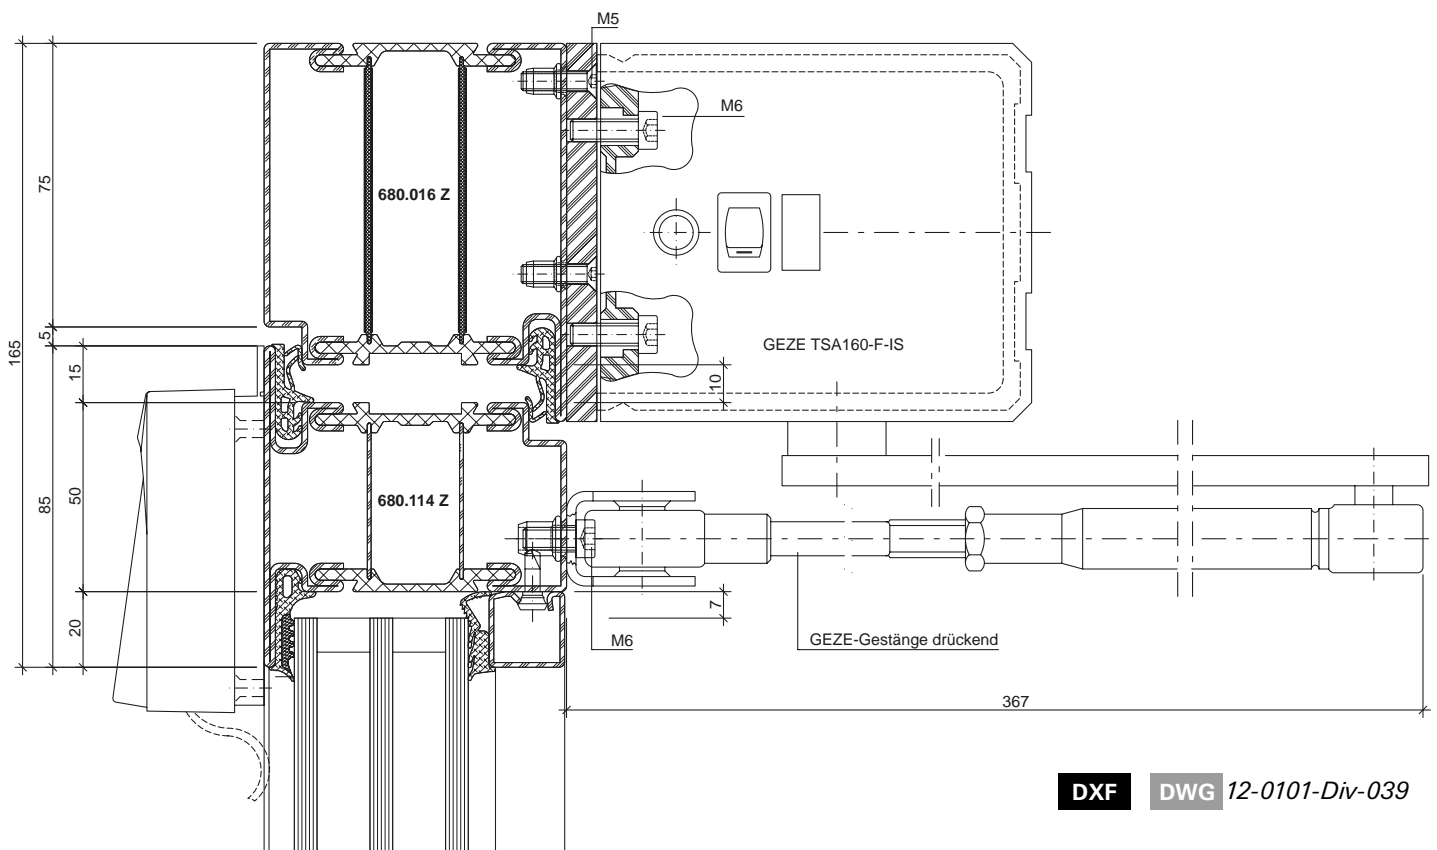 M5
M6
75
680.016 Z
165
5
GEZE TSA160-F-IS
15
10
85
50
680.114 Z
7
20
M6
GEZE-Gestänge drückend
367
DXF DWG 12-0101-Div-039